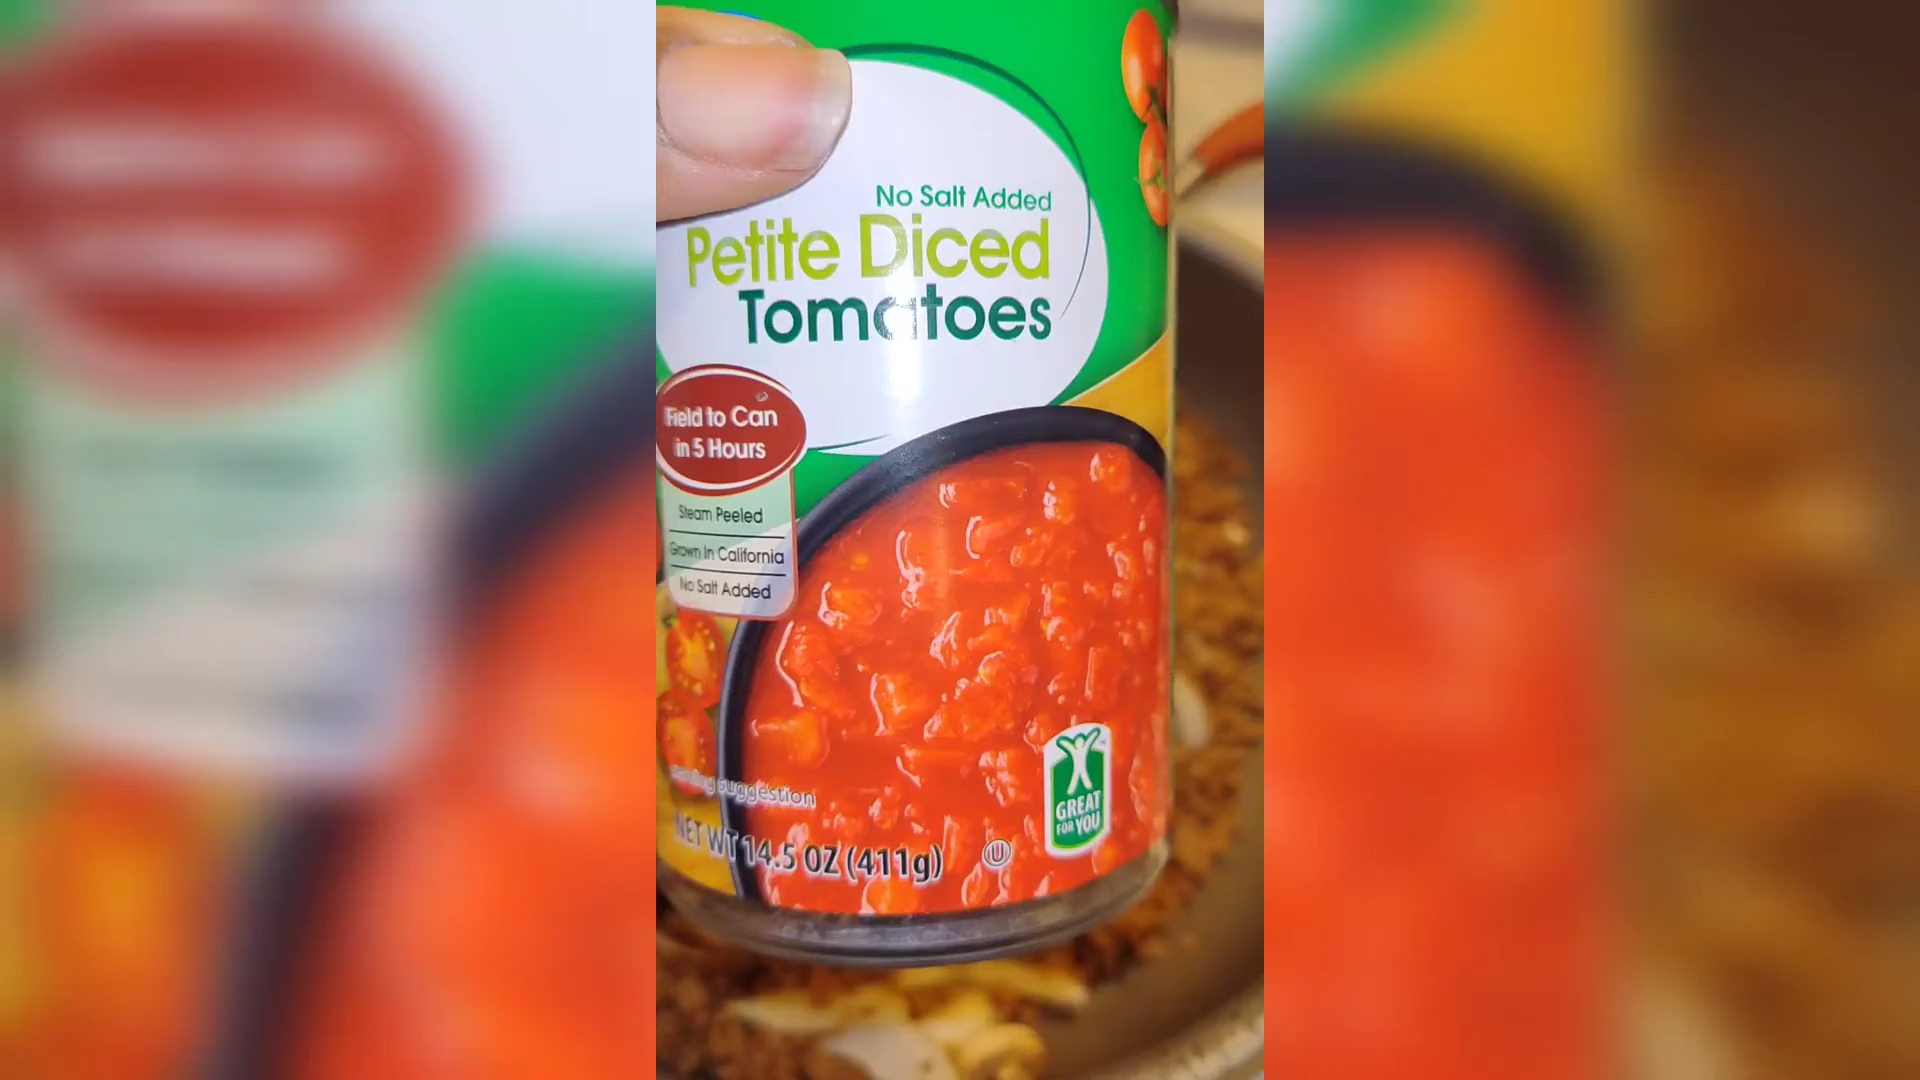 No Salt Added
Petite Diced
Tomatoes
Field to Can
in 5 Hours
Steam Peeled
Grown In California
No Salt Added
suggestion
NET WT 14.5 OZ (411g)
U
GREAT
FOR YOU